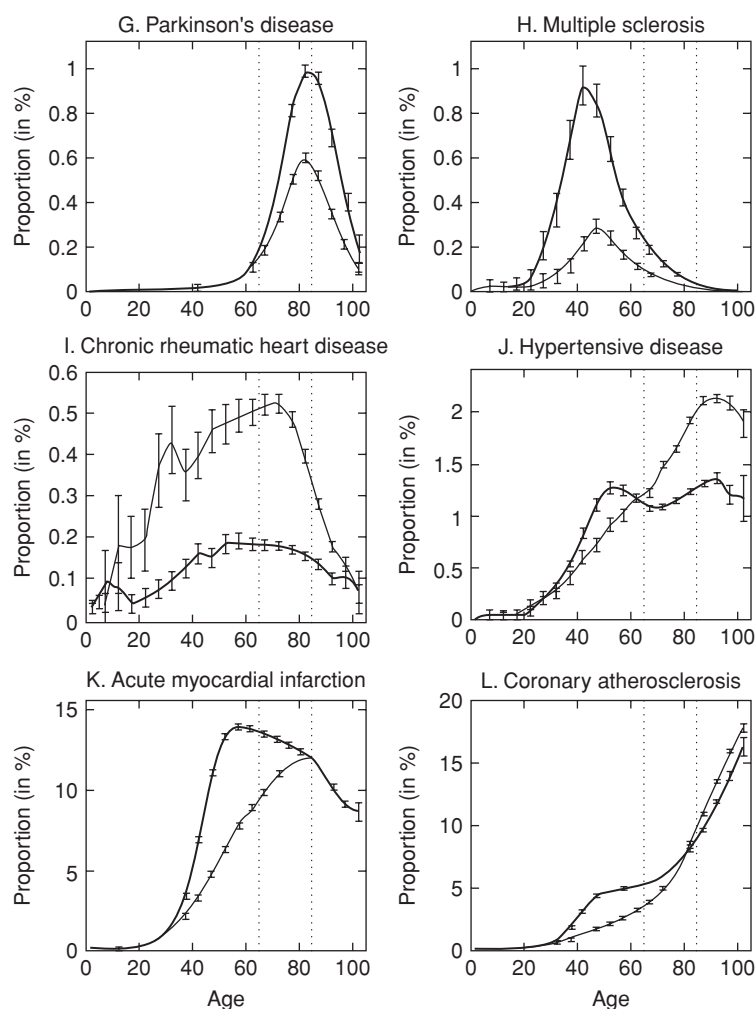 G. Parkinson's disease
H. Multiple sclerosis
Proportion (in %)
1
0.8
0.6
0.4
0.2
0
0 20 40 60 80 100
Proportion (in %)
1
0.8
0.6
0.4
0.2
0
0 20 40 60 80 100
I. Chronic rheumatic heart disease
J. Hypertensive disease
Proportion (in %)
0.6
0.5
0.4
0.3
0.2
0.1
0
0 20 40 60 80 100
Proportion (in %)
2
1.5
1
0.5
0
0 20 40 60 80 100
K. Acute myocardial infarction
L. Coronary atherosclerosis
Proportion (in %)
15
10
5
0
0 20 40 60 80 100
Age
Proportion (in %)
20
15
10
5
0
0 20 40 60 80 100
Age